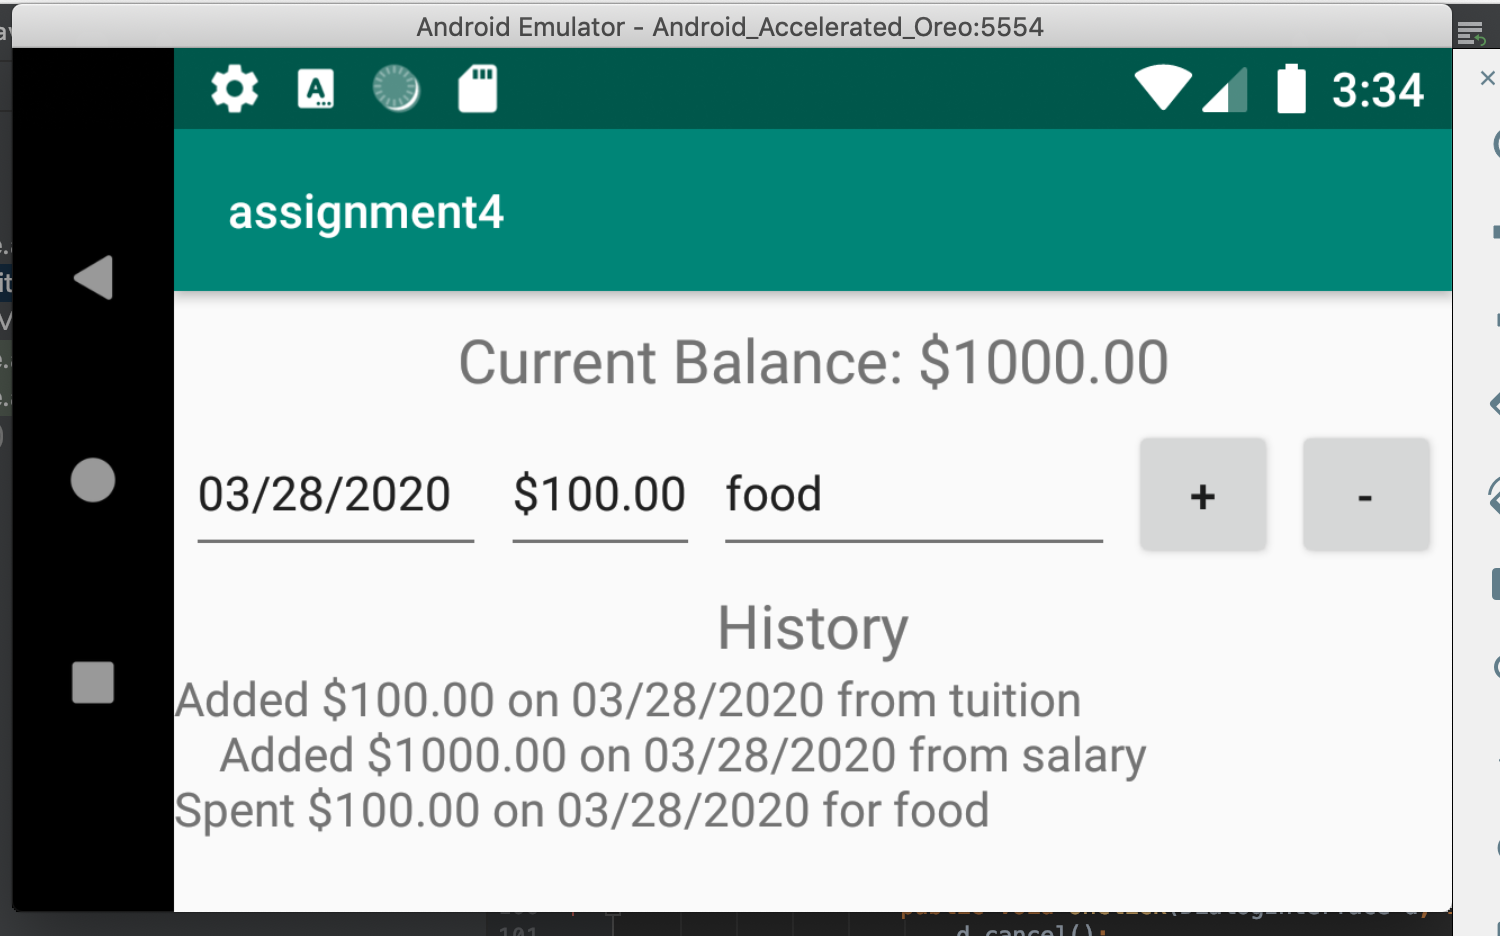 Android Emulator - Android_Accelerated_Oreo:5554
A
3:34
assignment4
Current Balance: $1000.00
03/28/2020 $100.00 food + -
History
Added $100.00 on 03/28/2020 from tuition
Added $1000.00 on 03/28/2020 from salary
Spent $100.00 on 03/28/2020 for food
101 d.cancel();